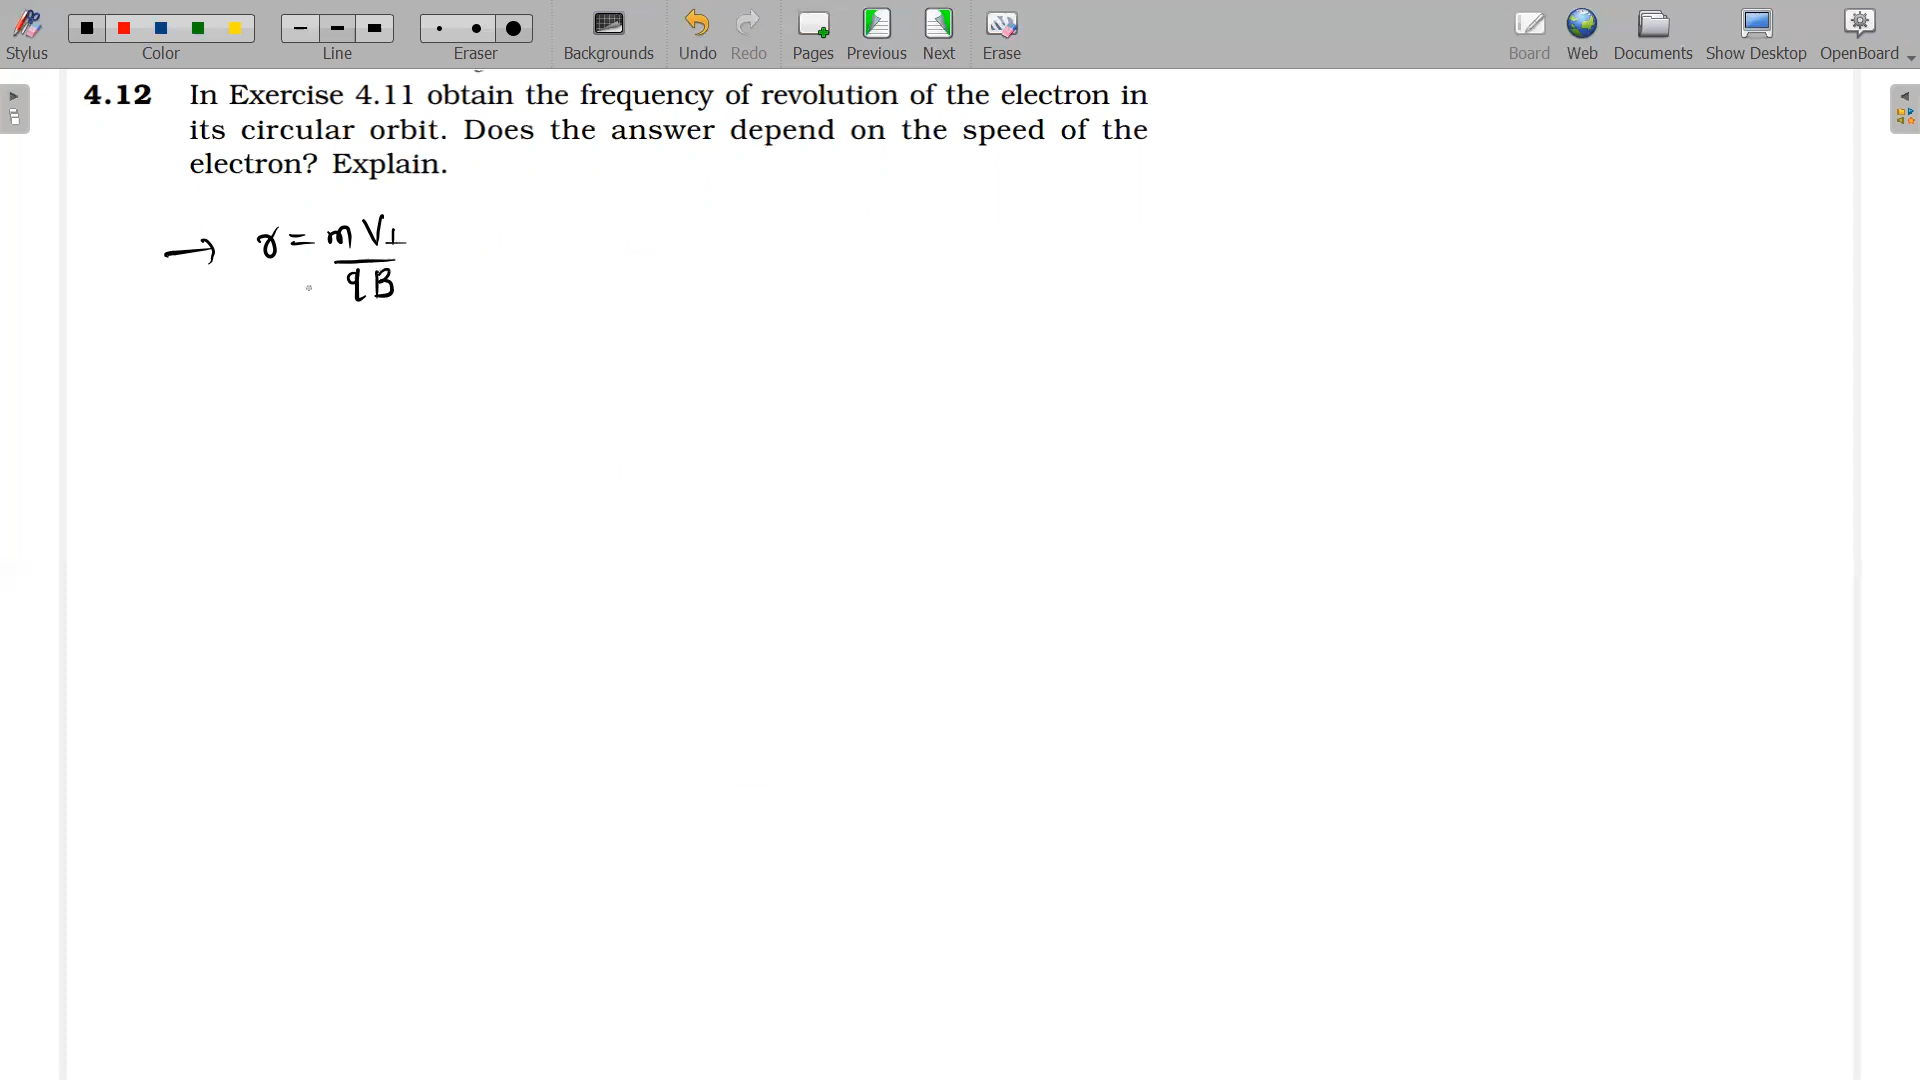 Stylus Color Line Eraser Backgrounds Undo Redo Pages Previous Next Erase Board Web Documents Show Desktop OpenBoard
4.12 In Exercise 4.11 obtain the frequency of revolution of the electron in
its circular orbit. Does the answer depend on the speed of the
electron? Explain.
→ r = m V⊥
q B